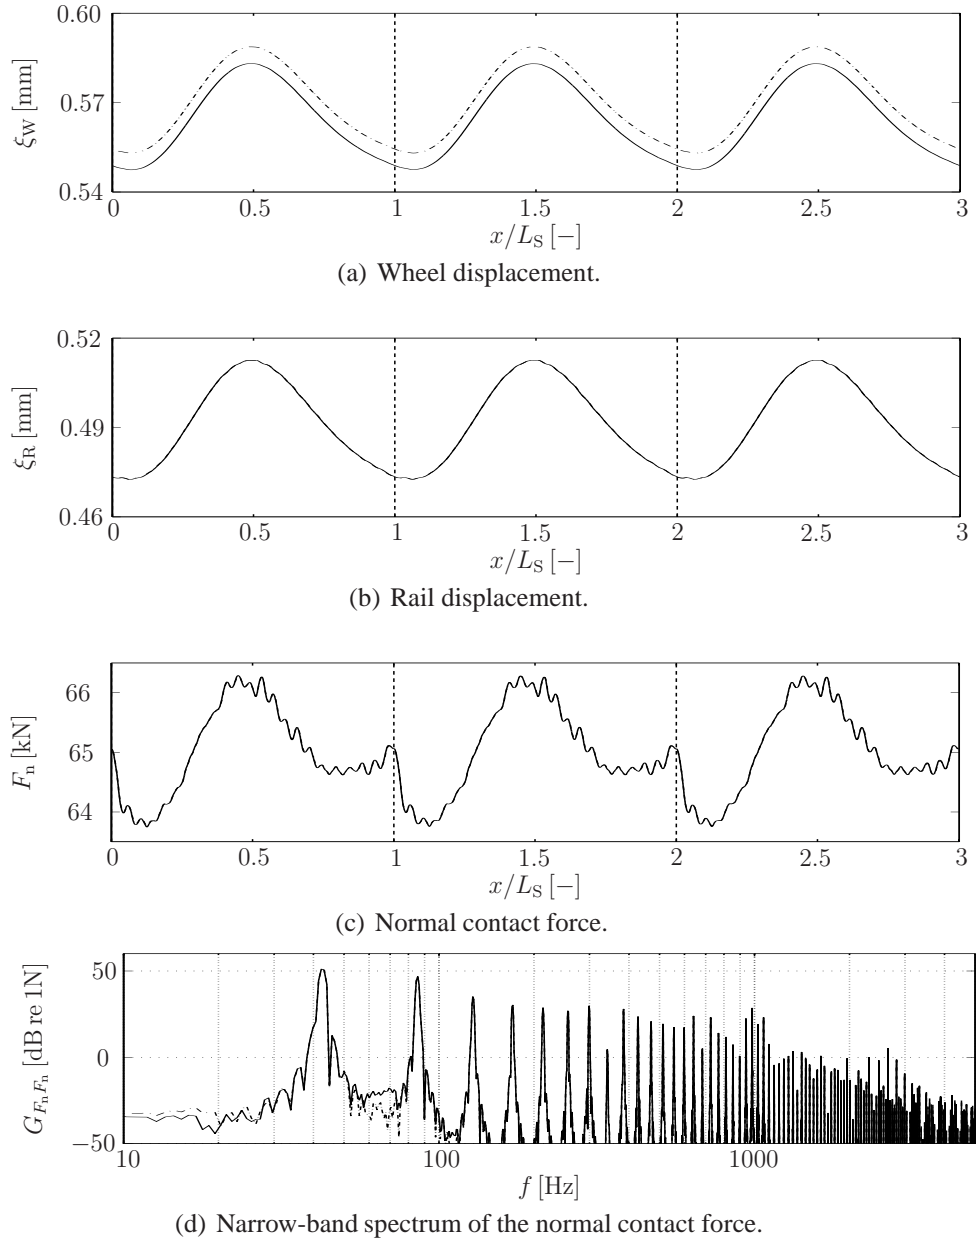 0.60
0.57
0.54
ξW [mm]
0 0.5 1 1.5 2 2.5 3
x/LS [−]
(a) Wheel displacement.
0.52
0.49
0.46
ξR [mm]
0 0.5 1 1.5 2 2.5 3
x/LS [−]
(b) Rail displacement.
66
65
64
Fn [kN]
0 0.5 1 1.5 2 2.5 3
x/LS [−]
(c) Normal contact force.
50
0
−50
GFnFn [dB re 1N]
10 100 1000
f [Hz]
(d) Narrow-band spectrum of the normal contact force.